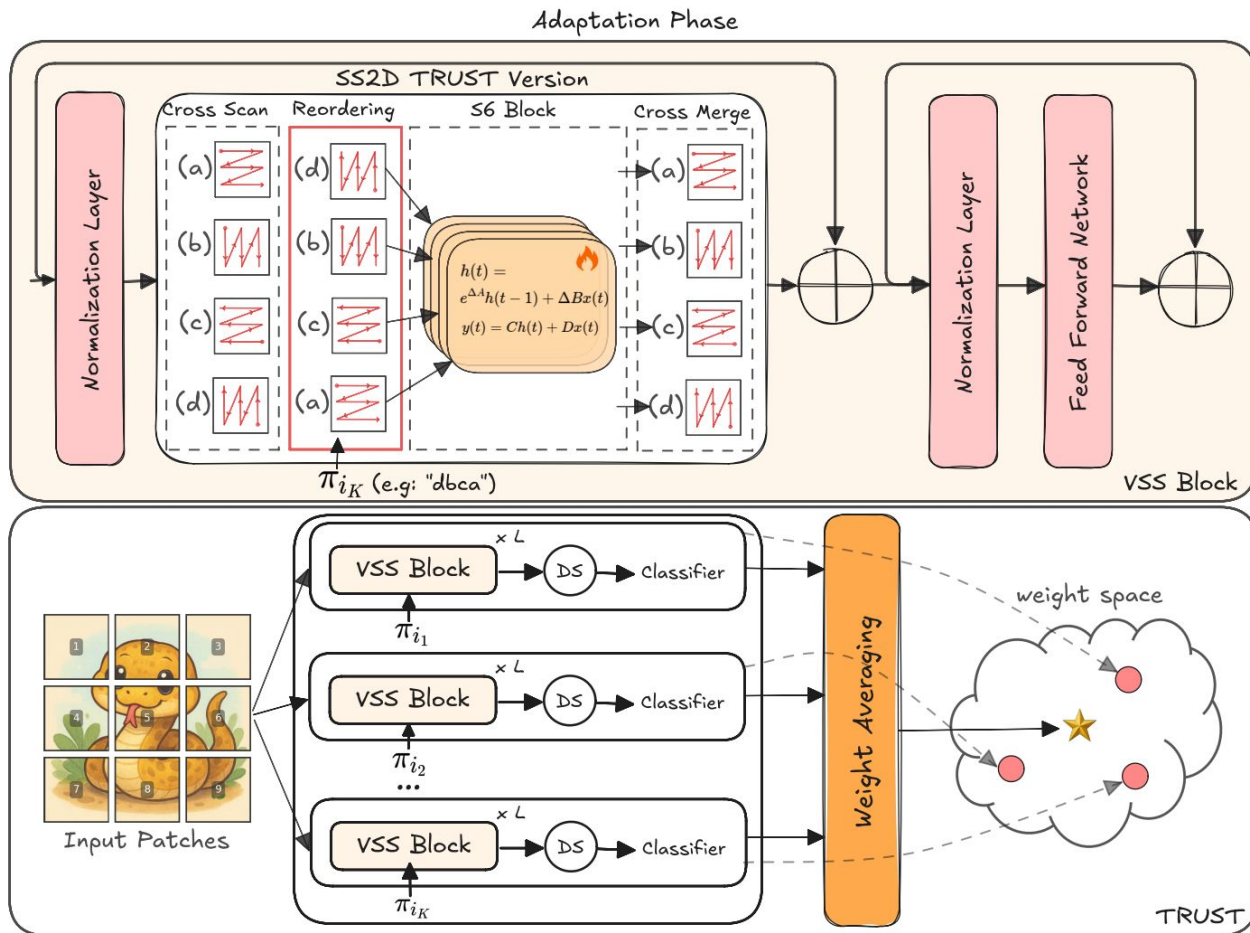 Adaptation Phase
SS2D TRUST Version
Cross Scan
Reordering
S6 Block
Cross Merge
Normalization Layer
(a)
(b)
(c)
(d)
(d)
(b)
(c)
(a)
h(t) =
e^{ΔA}h(t − 1) + ΔBx(t)
y(t) = Ch(t) + Dx(t)
(a)
(b)
(c)
(d)
π_{i_K} (e.g: "dbca")
Normalization Layer
Feed Forward Network
VSS Block
1 2 3
4 5 6
7 8 9
Input Patches
VSS Block
× L
DS
Classifier
π_{i_1}
VSS Block
× L
DS
Classifier
π_{i_2}
...
VSS Block
× L
DS
Classifier
π_{i_K}
Weight Averaging
weight space
TRUST